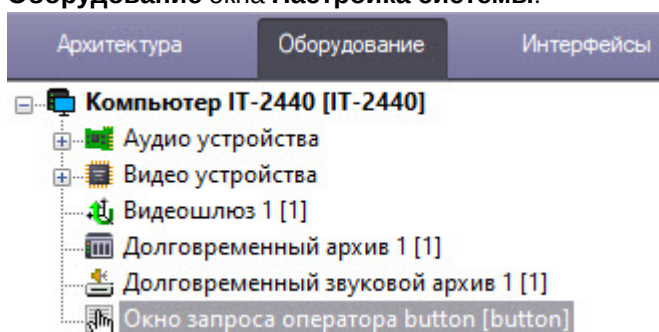 Оборудование окна Настройка системы.
Архитектура Оборудование Интерфейсы
Компьютер IT-2440 [IT-2440]
Аудио устройства
Видео устройства
Видеошлюз 1 [1]
Долговременный архив 1 [1]
Долговременный звуковой архив 1 [1]
Окно запроса оператора button [button]